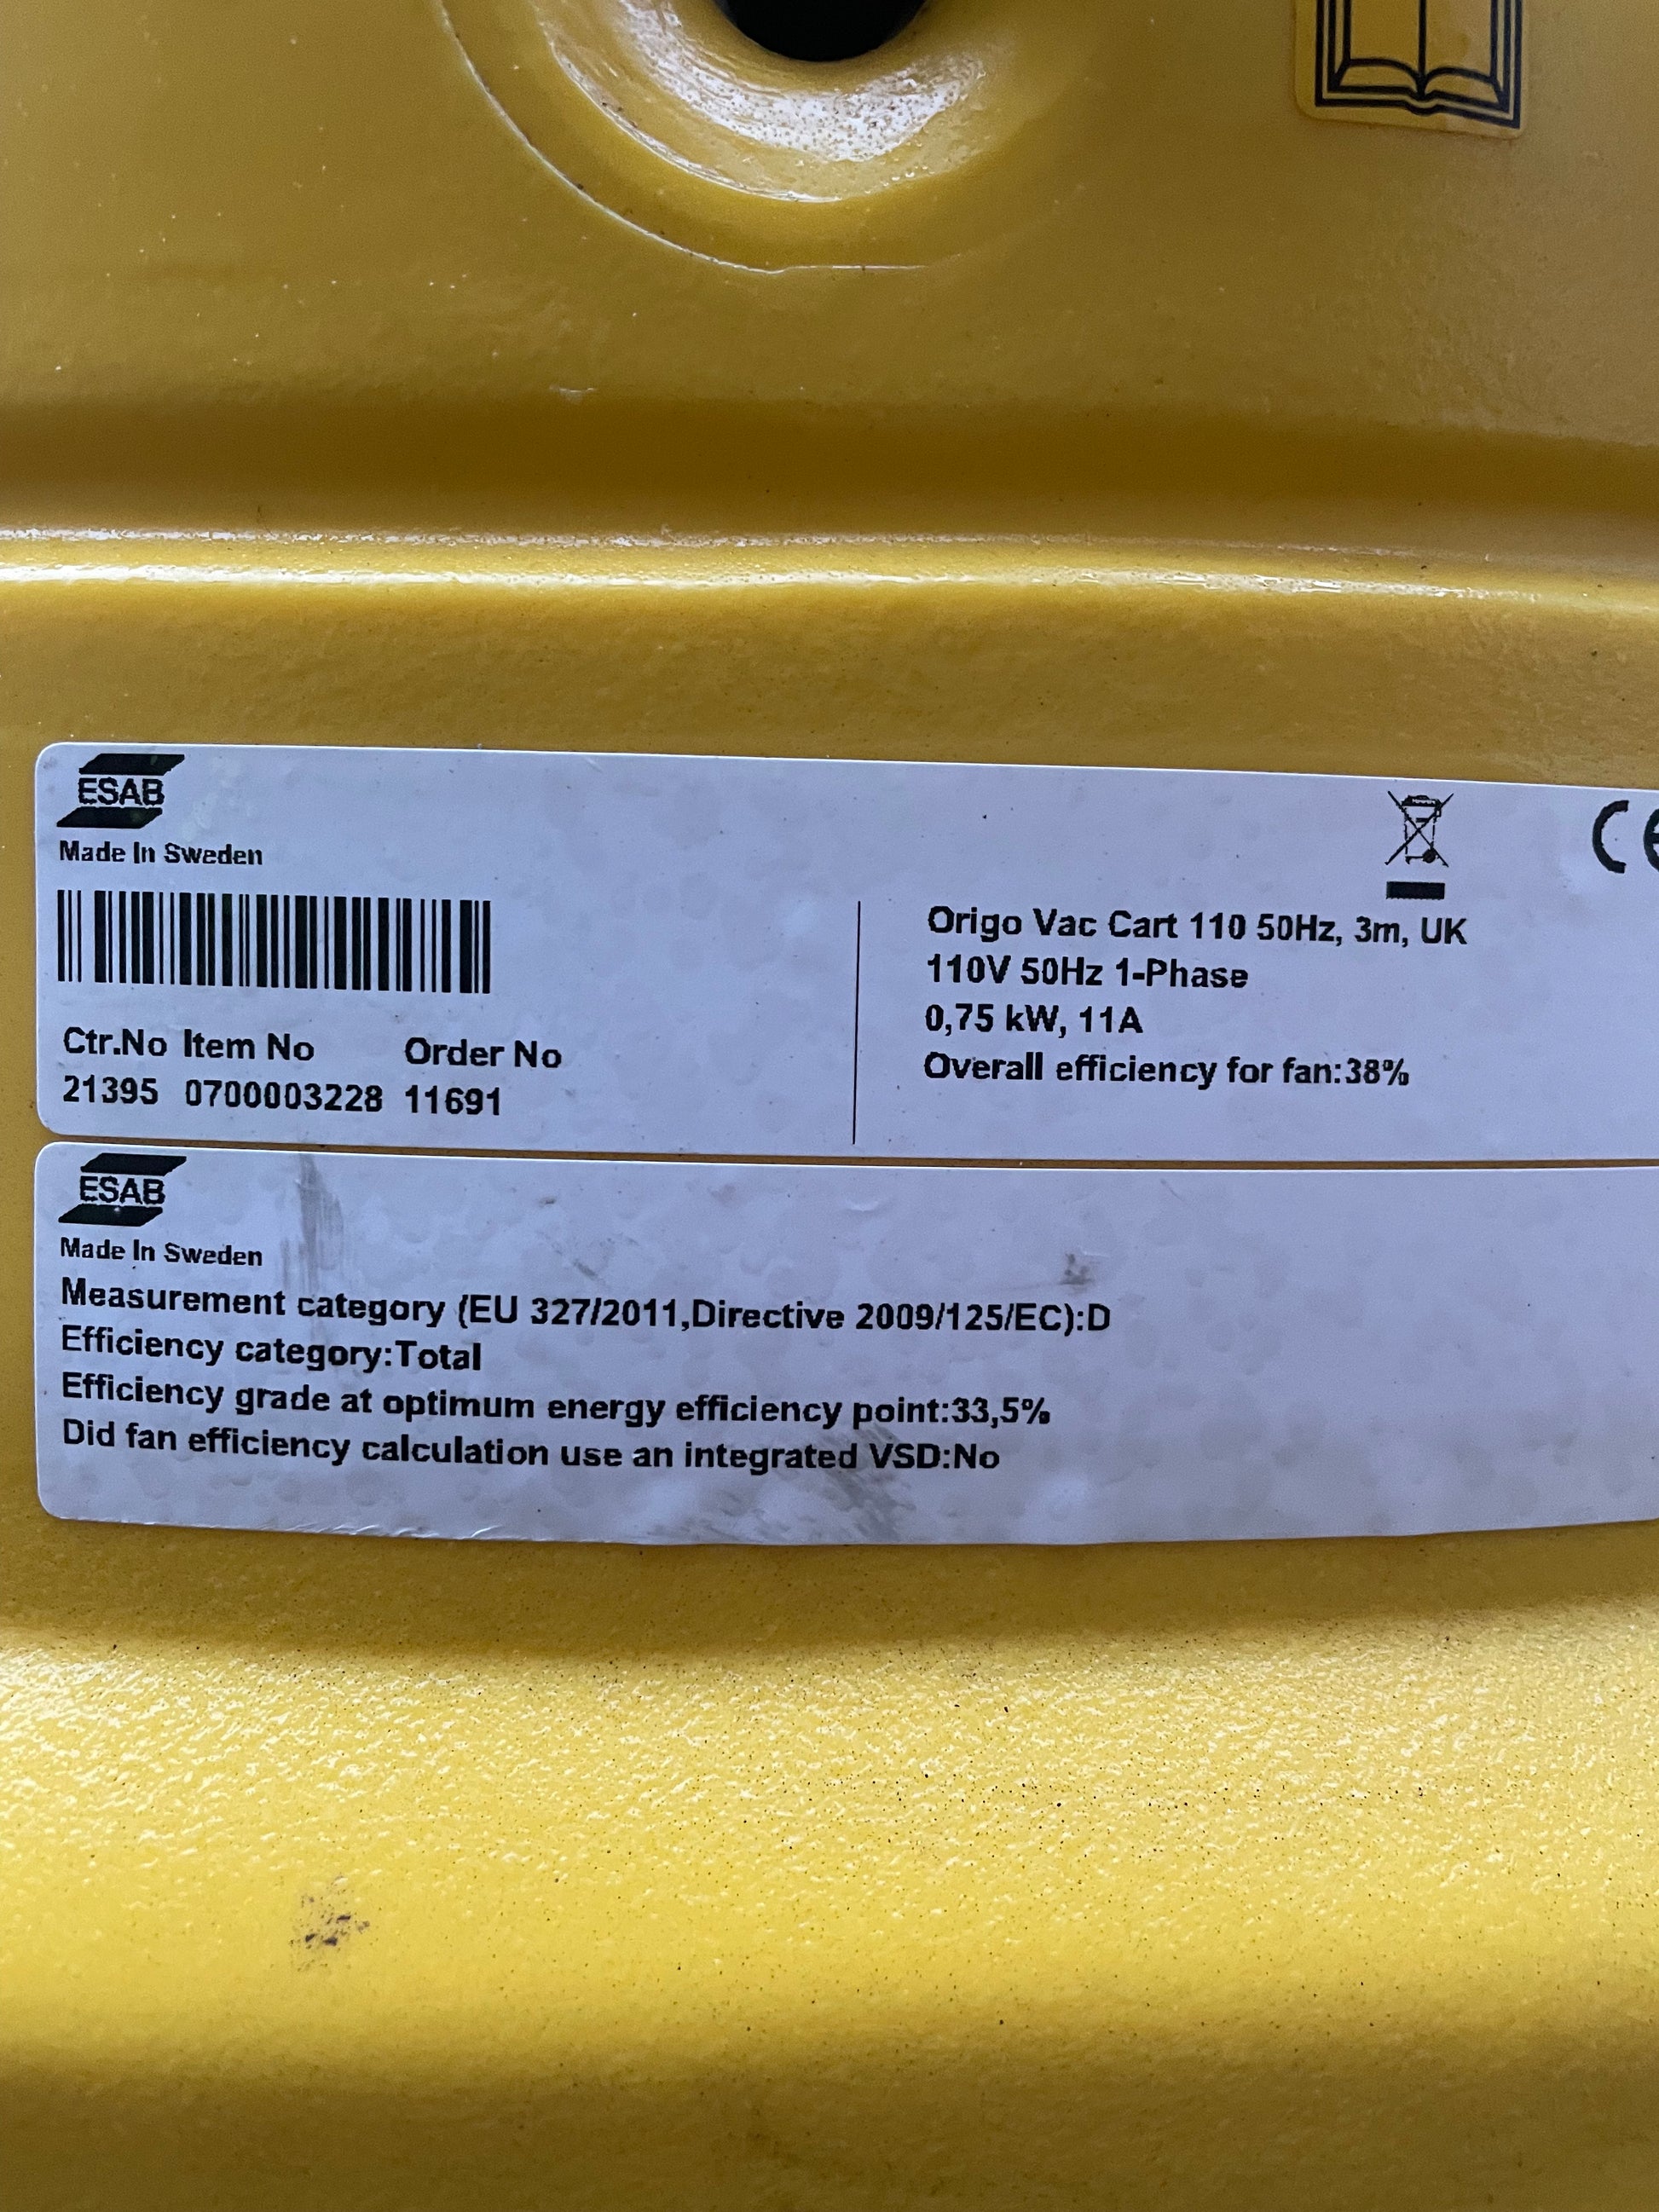 ESAB
Made In Sweden
Ctr.No Item No Order No
21395 0700003228 11691
CE
Origo Vac Cart 110 50Hz, 3m, UK
110V 50Hz 1-Phase
0,75 kW, 11A
Overall efficiency for fan:38%
ESAB
Made In Sweden
Measurement category (EU 327/2011,Directive 2009/125/EC):D
Efficiency category:Total
Efficiency grade at optimum energy efficiency point:33,5%
Did fan efficiency calculation use an integrated VSD:No